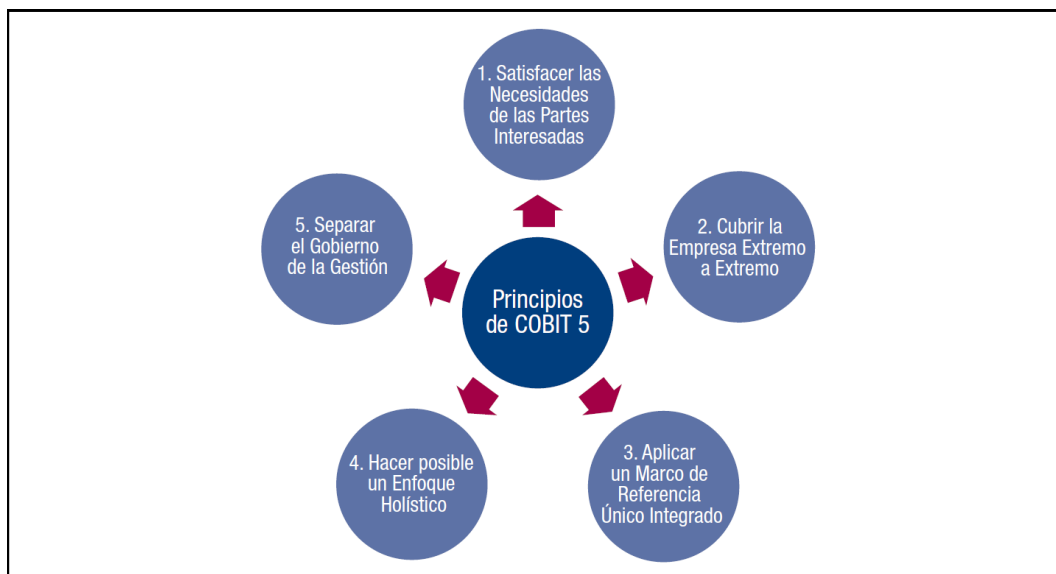 1. Satisfacer las
Necesidades
de las Partes
Interesadas
5. Separar
el Gobierno
de la Gestión
2. Cubrir la
Empresa Extremo
a Extremo
Principios
de COBIT 5
4. Hacer posible
un Enfoque
Holístico
3. Aplicar
un Marco de
Referencia
Único Integrado